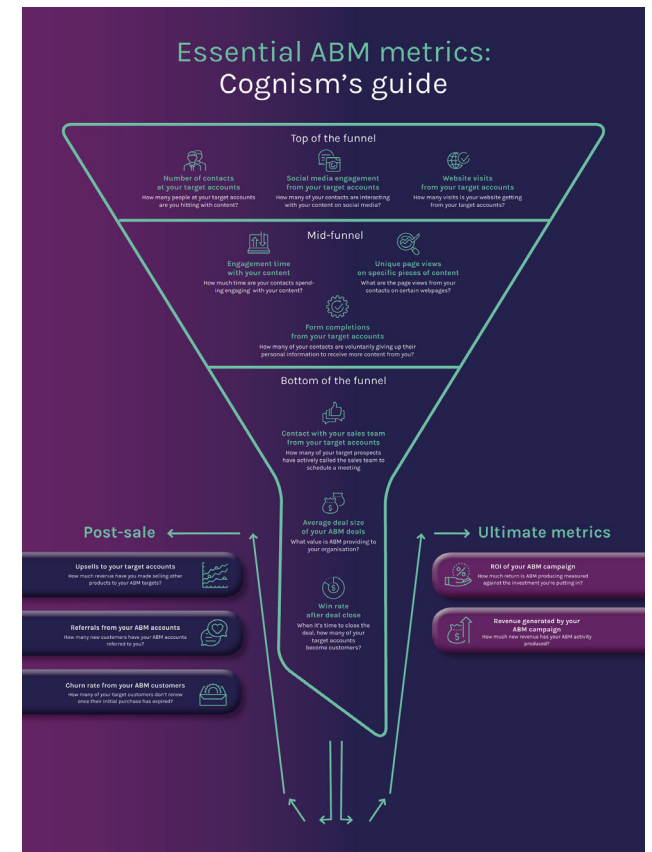 Essential ABM metrics:
Cognism's guide
Top of the funnel
Number of contacts
at your target accounts
How many people at your target accounts
are you hitting with content?
Social media engagement
from your target accounts
How many of your contacts are interacting
with your content on social media?
Website visits
from your target accounts
How many visits is your website getting
from your target accounts?
Mid-funnel
Engagement time
with your content
How much time are your contacts spend-
ing engaging with your content?
Unique page views
on specific pieces of content
What are the page views from your
contacts on certain webpages?
Form completions
from your target accounts
How many of your contacts are voluntarily giving up their
personal information to receive more content from you?
Bottom of the funnel
Contact with your sales team
from your target accounts
How many of your target prospects
have actively called the sales team to
schedule a meeting
Average deal size
of your ABM deals
What value is ABM providing to
your organisation?
Win rate
after deal close
When it's time to close the
deal, how many of your
target accounts
become customers?
Post-sale
Upsells to your target accounts
How much revenue have you made selling other
products to your ABM targets?
Referrals from your ABM accounts
How many new customers have your ABM accounts
referred to you?
Churn rate from your ABM customers
How many of your target customers don't renew
once their initial purchase has expired?
Ultimate metrics
ROI of your ABM campaign
How much return is ABM producing measured
against the investment you're putting in?
Revenue generated by your
ABM campaign
How much new revenue has your ABM activity
produced?